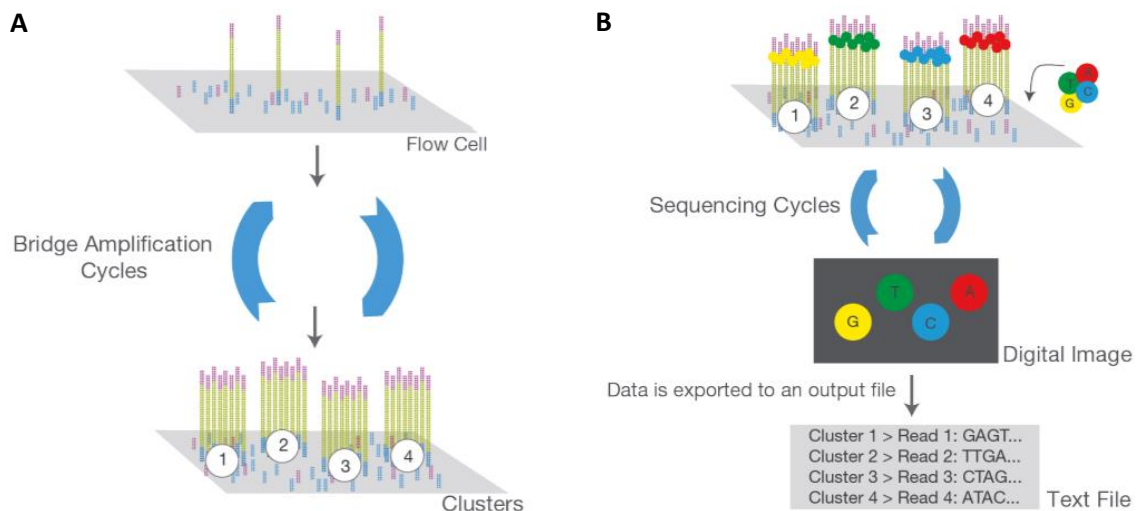 A
Flow Cell
Bridge Amplification
Cycles
1
2
3
4
Clusters
B
1
2
3
4
A
T
C
G
Sequencing Cycles
T
A
G
C
Digital Image
Data is exported to an output file
Cluster 1 > Read 1: GAGT...
Cluster 2 > Read 2: TTGA...
Cluster 3 > Read 3: CTAG...
Cluster 4 > Read 4: ATAC...
Text File